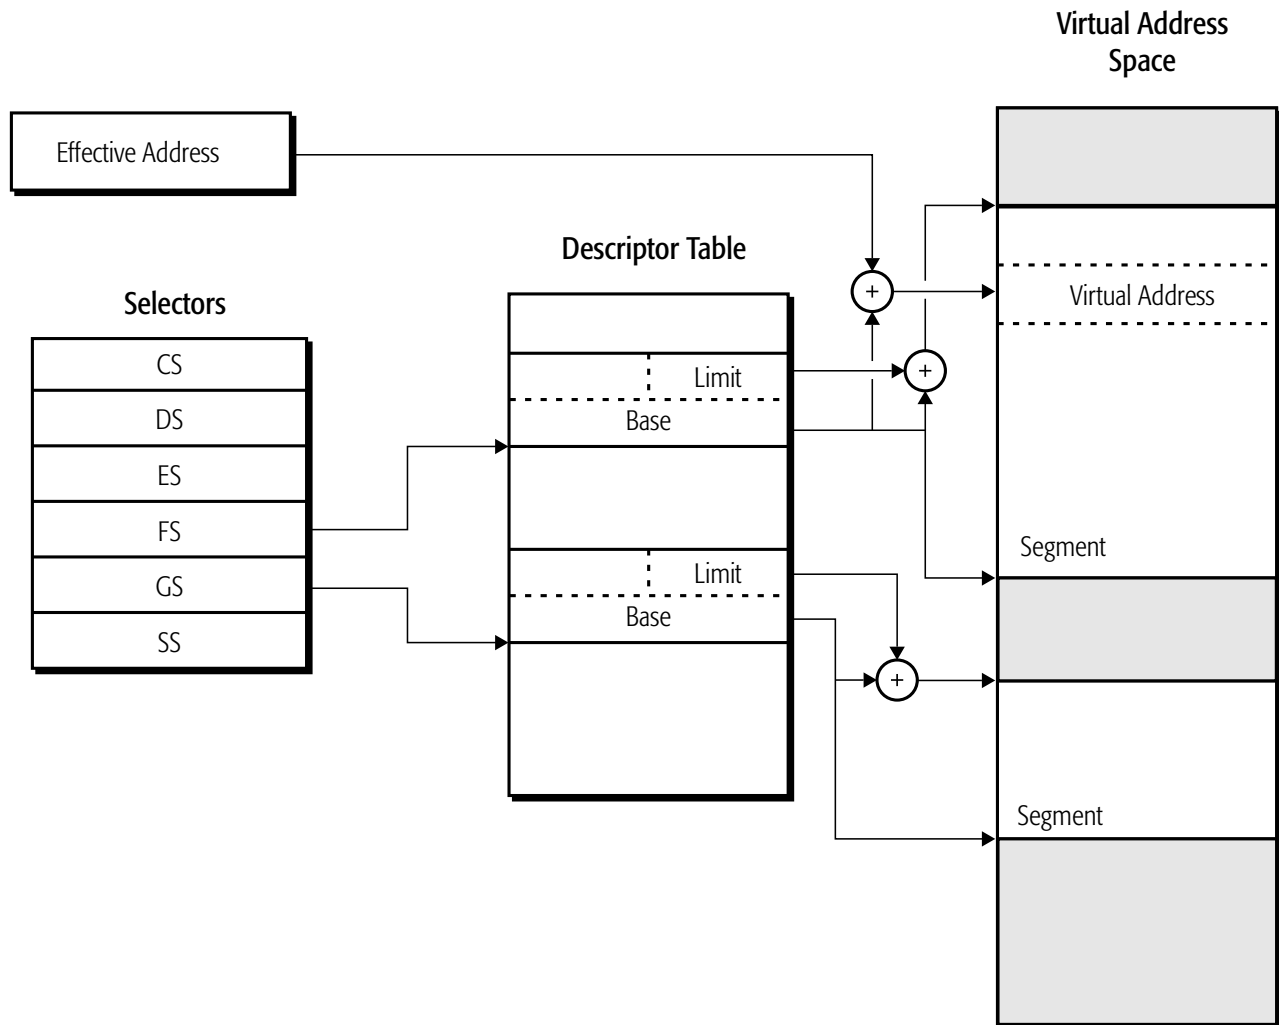 Virtual Address
Space
Effective Address
Descriptor Table
Selectors
CS
DS
ES
FS
GS
SS
Limit
Base
Limit
Base
+
+
+
Virtual Address
Segment
Segment